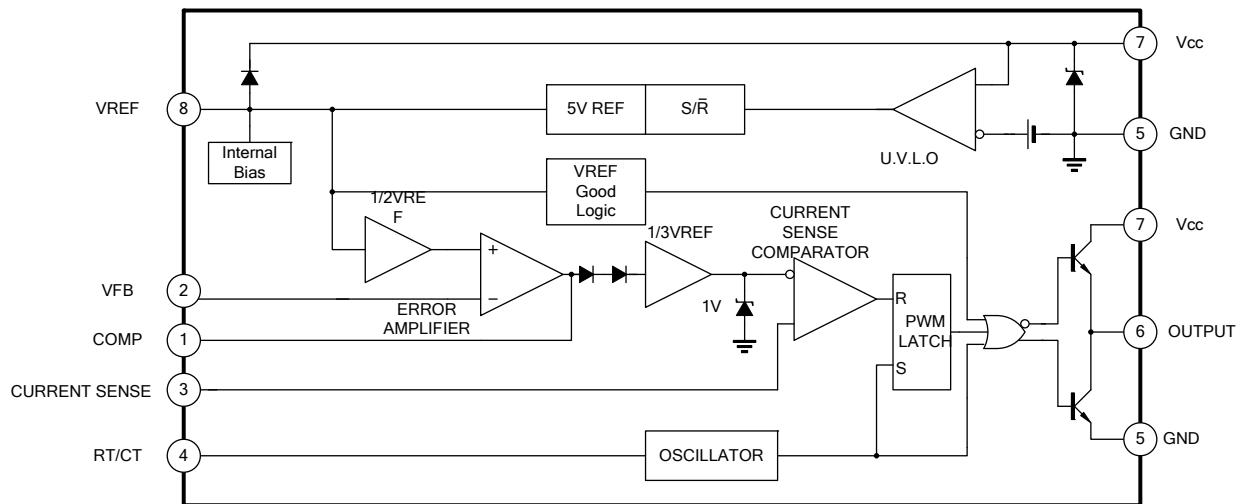 7
Vcc
VREF
8
5V REF
S/R̅
Internal
Bias
U.V.L.O
5
GND
VREF
Good
Logic
1/2VRE
F
CURRENT
SENSE
COMPARATOR
1/3VREF
7
Vcc
+
−
VFB
2
ERROR
AMPLIFIER
1V
R
PWM
LATCH
S
COMP
1
6
OUTPUT
CURRENT SENSE
3
RT/CT
4
OSCILLATOR
5
GND